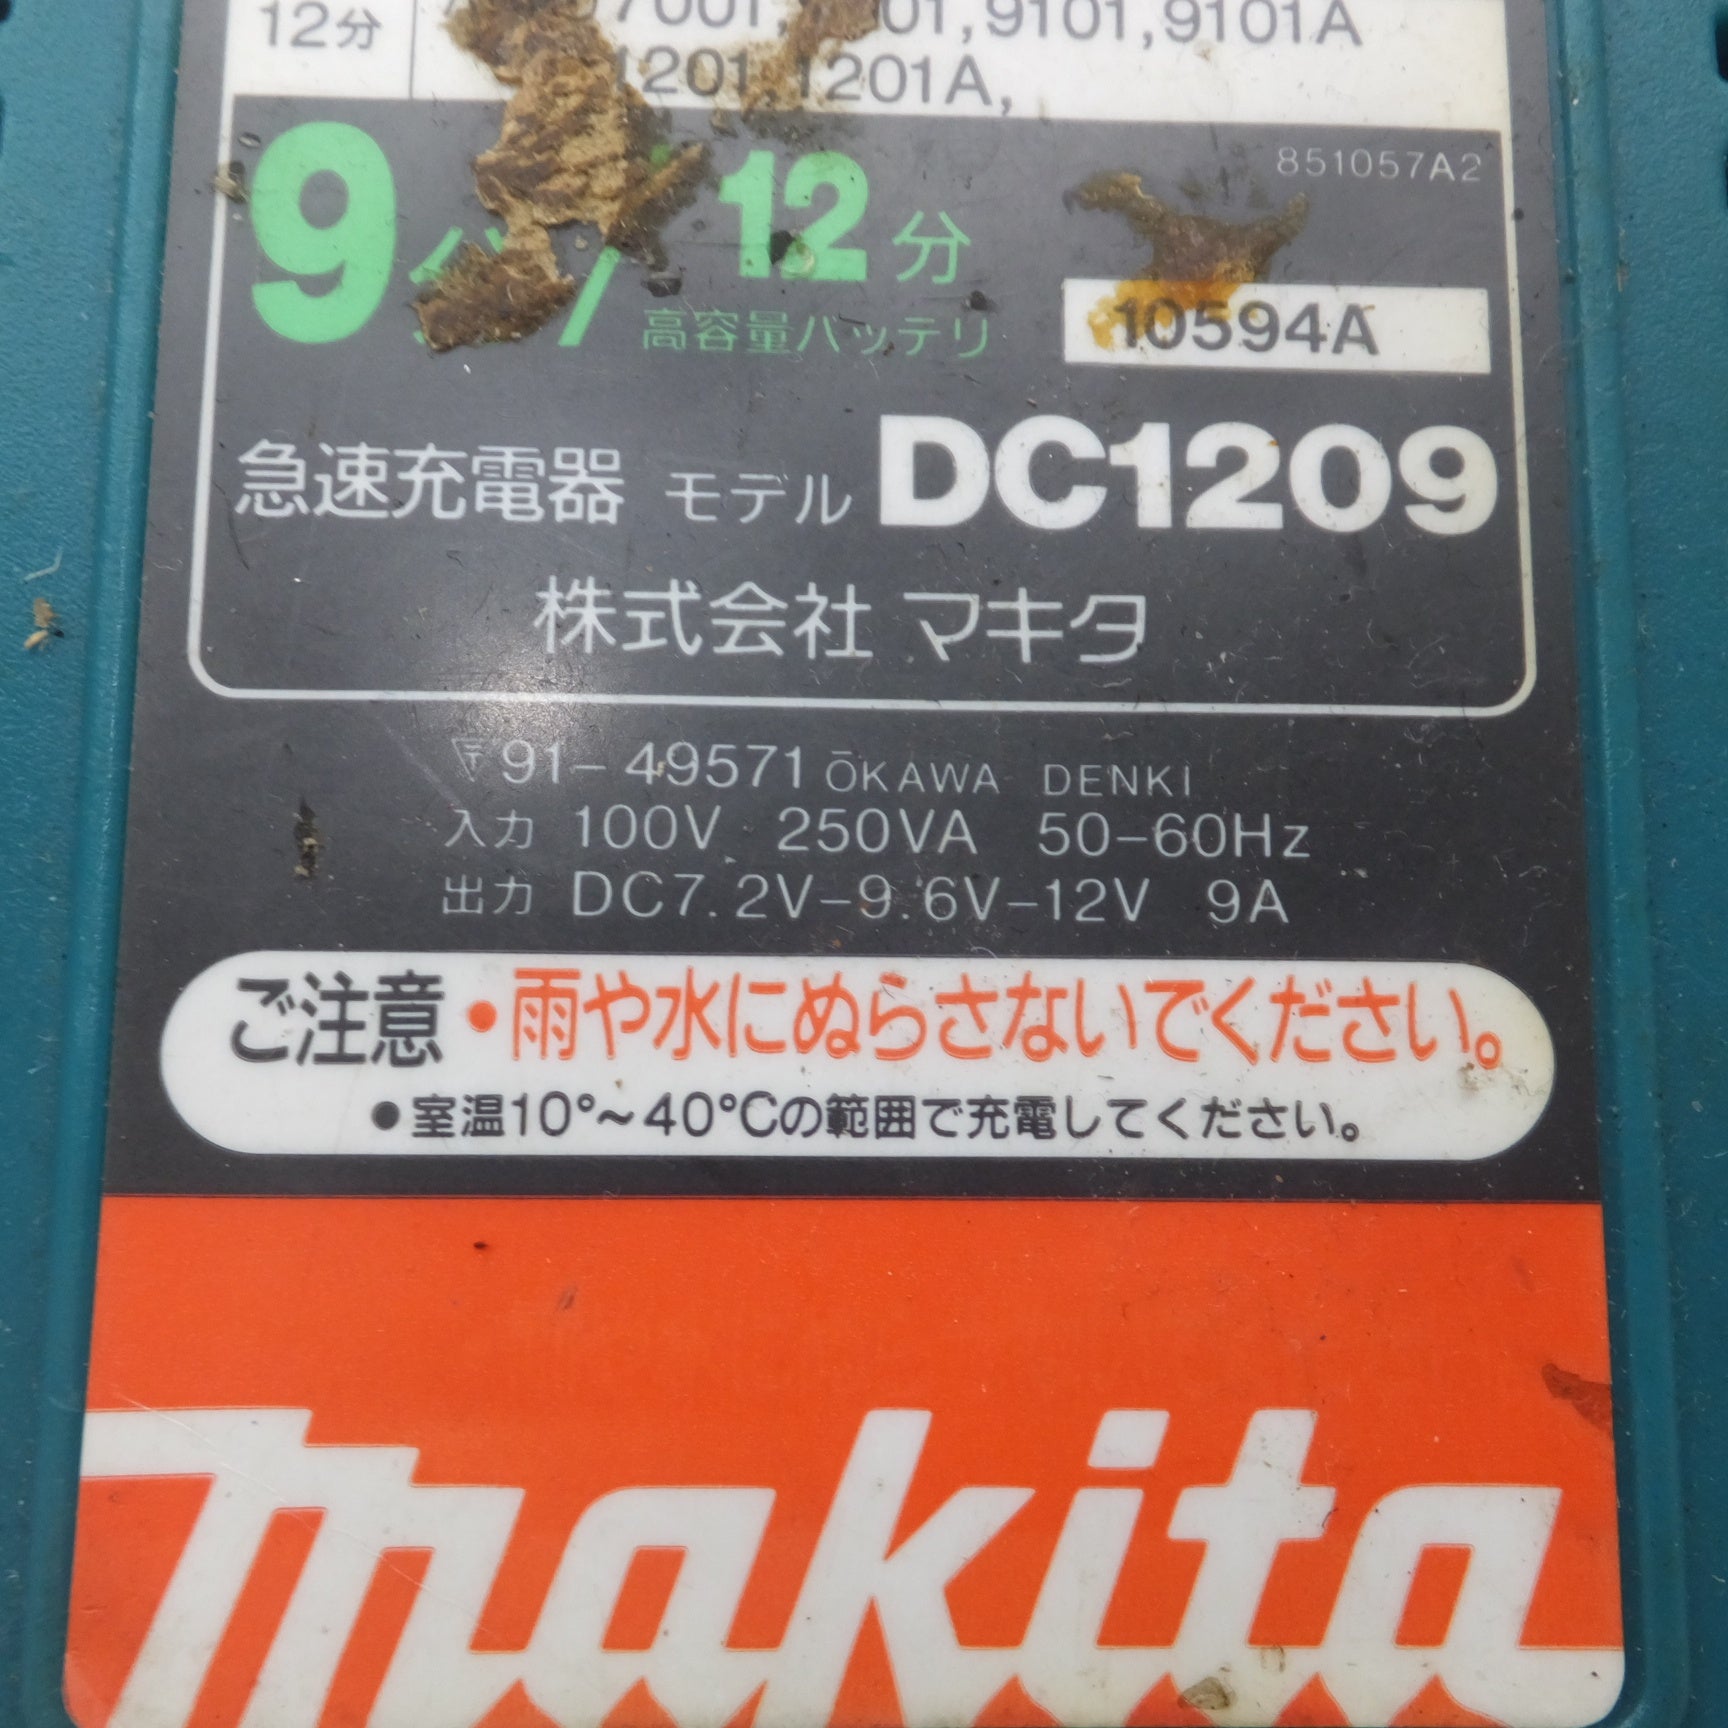 12分
9101, 9101A
1201, 1201A,
851057A2
9分/ 12分
高容量バッテリ
10594A
急速充電器 モデル DC1209
株式会社 マキタ
〒91-49571 ŌKAWA DENKI
入力 100V 250VA 50-60Hz
出力 DC7.2V-9.6V-12V 9A
ご注意 •雨や水にぬらさないでください。
•室温10°~40℃の範囲で充電してください。
makita